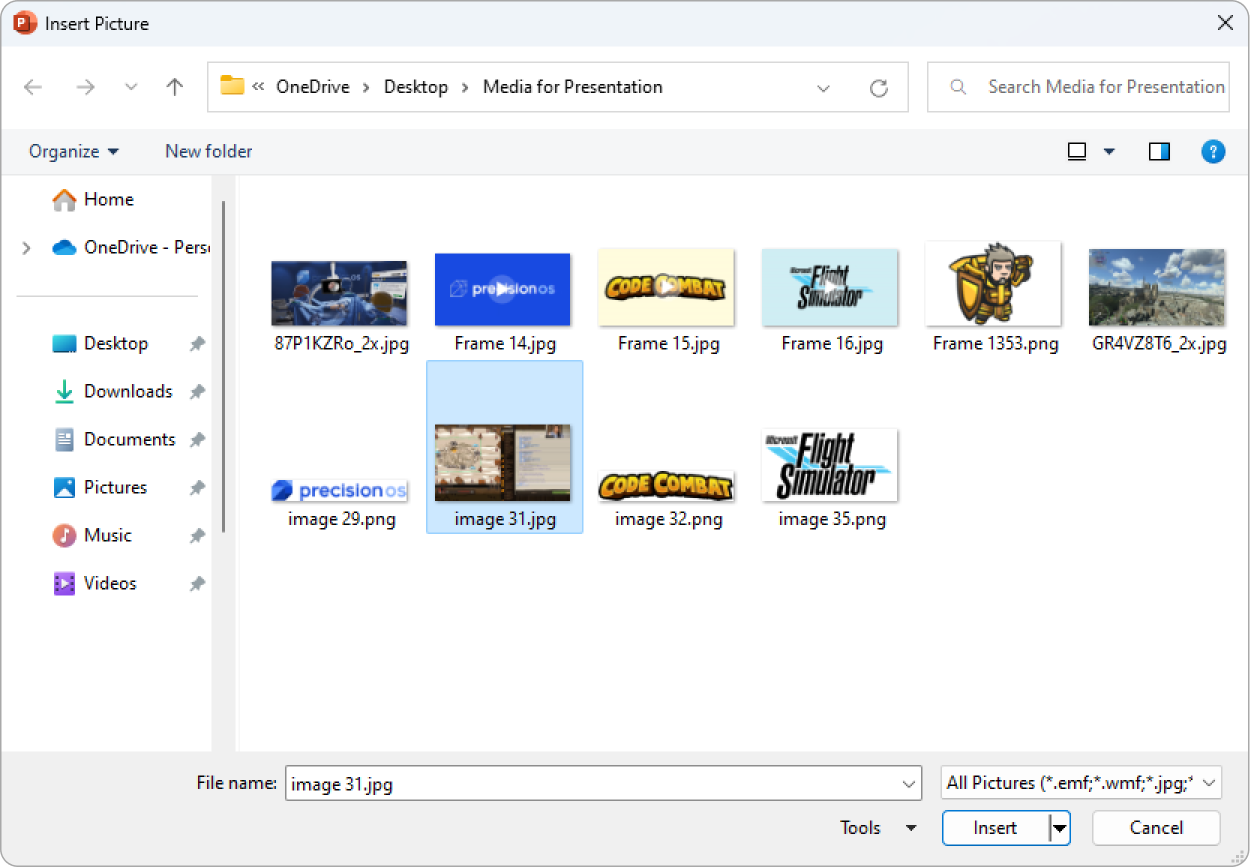 Insert Picture
« OneDrive > Desktop > Media for Presentation
Search Media for Presentation
Organize
New folder
Home
OneDrive - Pers
Desktop
Downloads
Documents
Pictures
Music
Videos
precisionos
CODE COMBAT
Microsoft
Flight
Simulator
87P1KZRo_2x.jpg
Frame 14.jpg
Frame 15.jpg
Frame 16.jpg
Frame 1353.png
GR4VZ8T6_2x.jpg
precision os
CODE COMBAT
Microsoft
Flight
Simulator
image 29.png
image 31.jpg
image 32.png
image 35.png
File name:
image 31.jpg
All Pictures (*.emf;*.wmf;*.jpg;*
Tools
Insert
Cancel